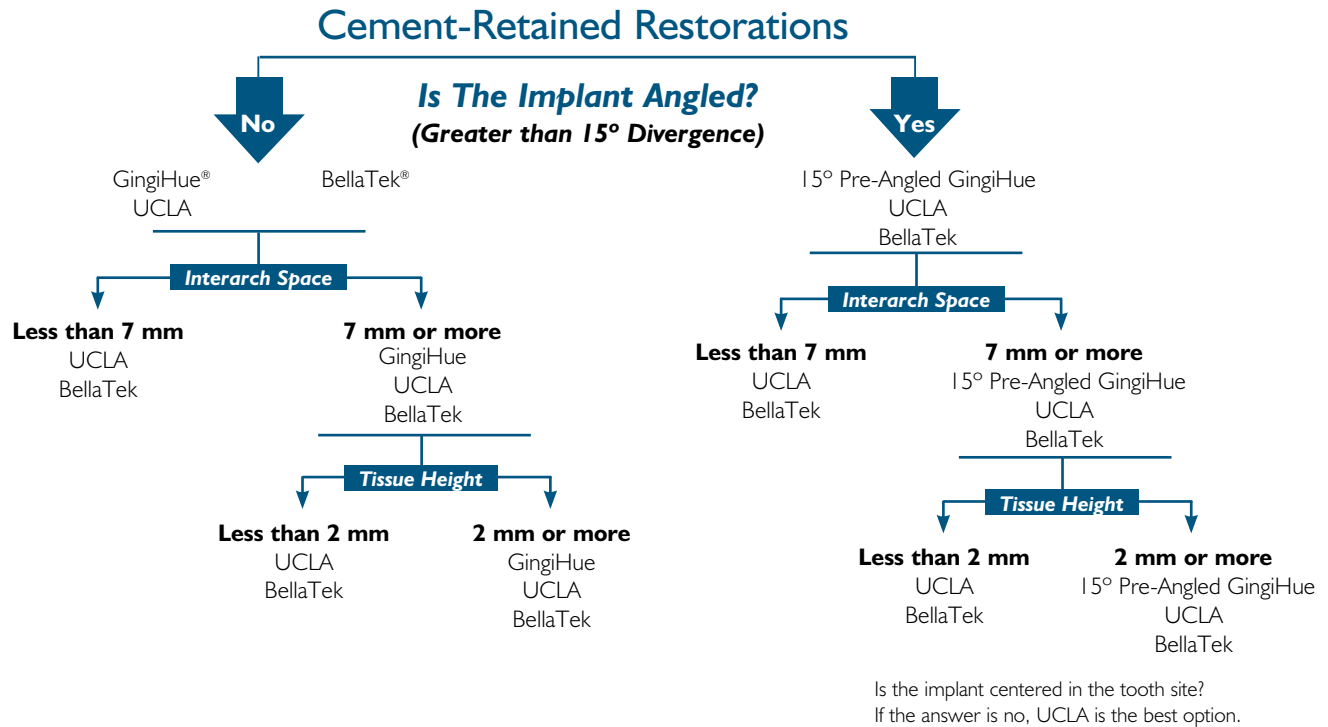 Cement-Retained Restorations
Is The Implant Angled?
(Greater than 15º Divergence)
No
GingiHue® BellaTek®
UCLA
Interarch Space
Less than 7 mm
UCLA
BellaTek
7 mm or more
GingiHue
UCLA
BellaTek
Tissue Height
Less than 2 mm
UCLA
BellaTek
2 mm or more
GingiHue
UCLA
BellaTek
Yes
15º Pre-Angled GingiHue
UCLA
BellaTek
Interarch Space
Less than 7 mm
UCLA
BellaTek
7 mm or more
15º Pre-Angled GingiHue
UCLA
BellaTek
Tissue Height
Less than 2 mm
UCLA
BellaTek
2 mm or more
15º Pre-Angled GingiHue
UCLA
BellaTek
Is the implant centered in the tooth site?
If the answer is no, UCLA is the best option.